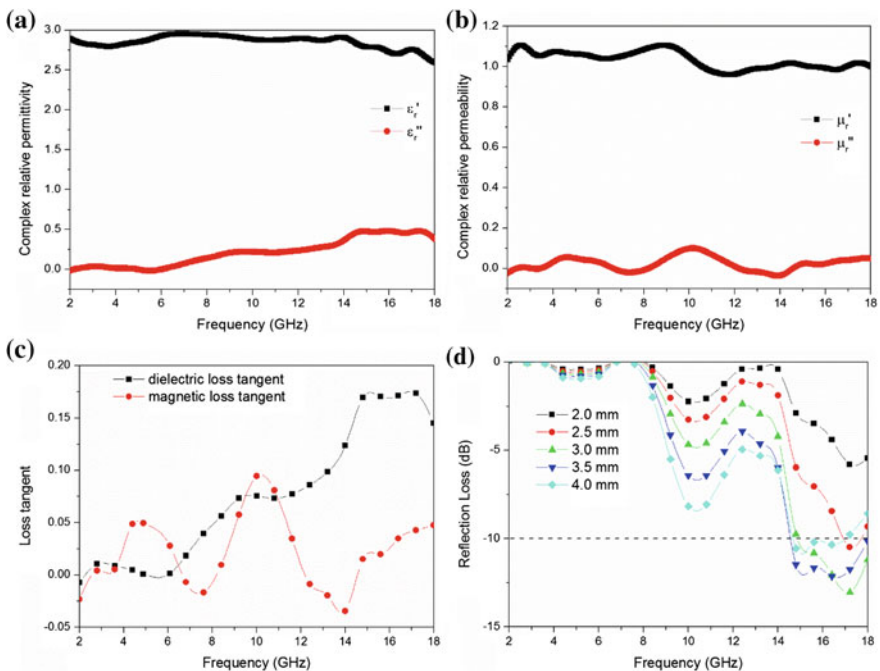 (a)
Complex relative permittivity
3.0
2.5
2.0
1.5
1.0
0.5
0.0
εr'
εr''
2 4 6 8 10 12 14 16 18
Frequency (GHz)
(b)
Complex relative permeability
1.2
1.0
0.8
0.6
0.4
0.2
0.0
μr'
μr''
2 4 6 8 10 12 14 16 18
Frequency (GHz)
(c)
Loss tangent
0.20
0.15
0.10
0.05
0.00
-0.05
dielectric loss tangent
magnetic loss tangent
2 4 6 8 10 12 14 16 18
Frequency (GHz)
(d)
Reflection Loss (dB)
0
-5
-10
-15
2.0 mm
2.5 mm
3.0 mm
3.5 mm
4.0 mm
2 4 6 8 10 12 14 16 18
Frequency (GHz)